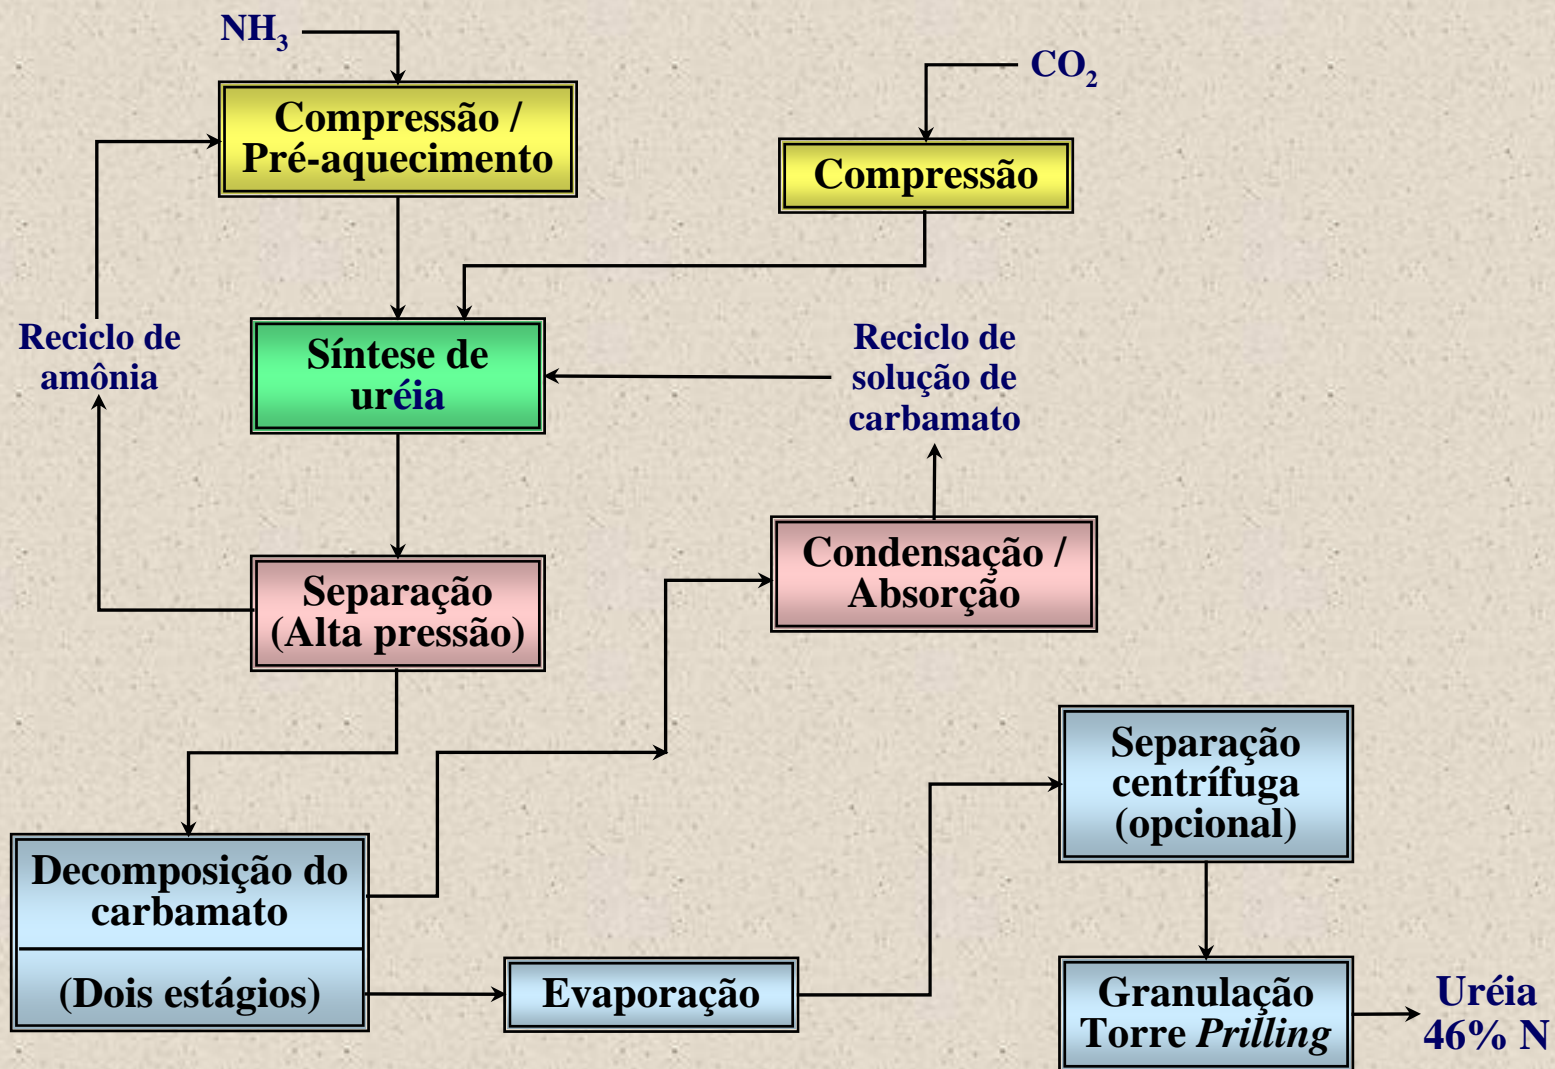 NH₃
CO₂
Compressão /
Pré-aquecimento
Compressão
Reciclo de
amônia
Síntese de
uréia
Reciclo de
solução de
carbamato
Separação
(Alta pressão)
Condensação /
Absorção
Separação
centrífuga
(opcional)
Decomposição do
carbamato
(Dois estágios)
Evaporação
Granulação
Torre Prilling
Uréia
46% N